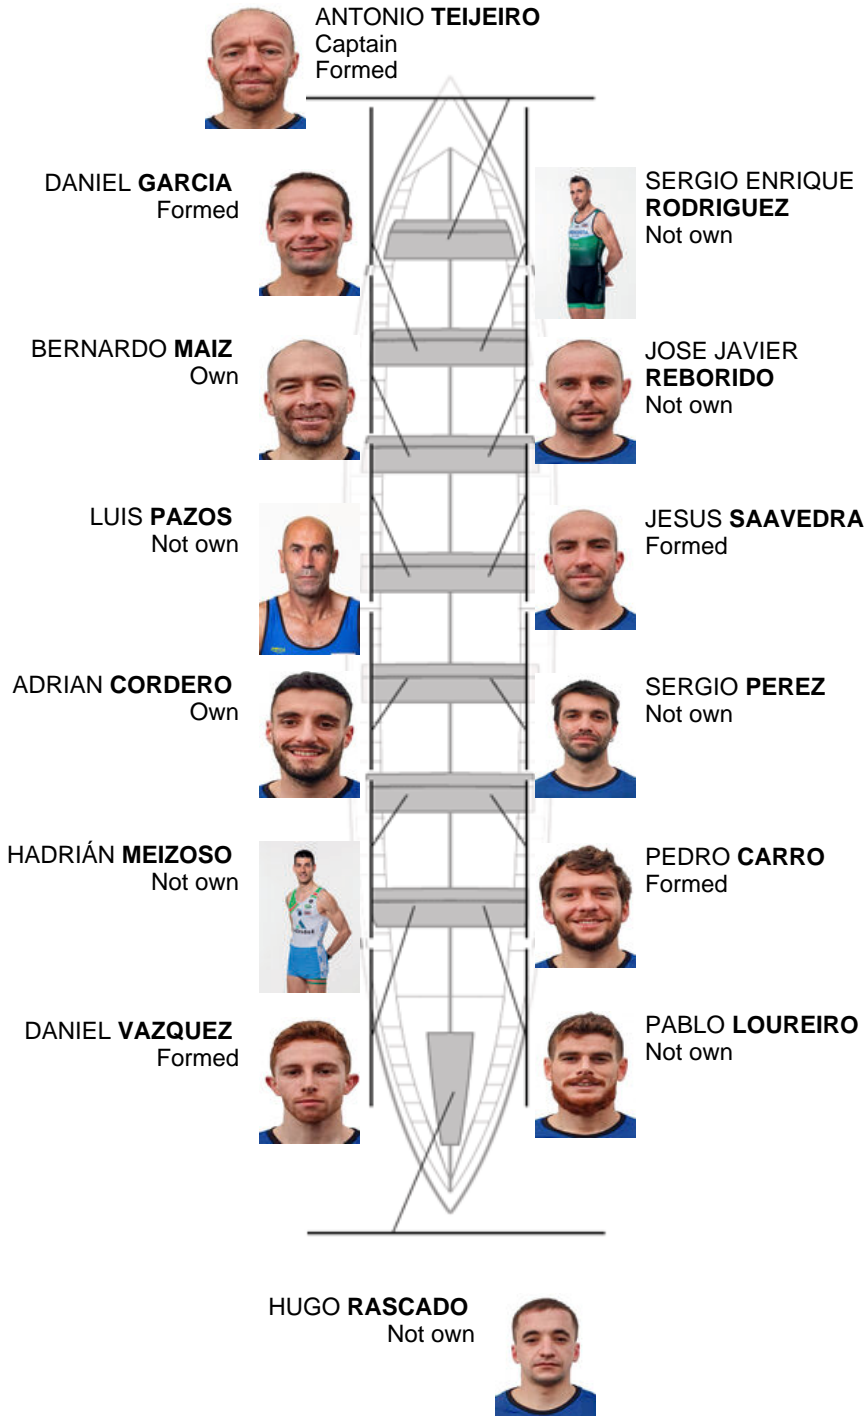 ANTONIO TEIJEIRO
Captain
Formed
DANIEL GARCIA
Formed
SERGIO ENRIQUE
RODRIGUEZ
Not own
BERNARDO MAIZ
Own
JOSE JAVIER
REBORIDO
Not own
LUIS PAZOS
Not own
JESUS SAAVEDRA
Formed
ADRIAN CORDERO
Own
SERGIO PEREZ
Not own
HADRIÁN MEIZOSO
Not own
PEDRO CARRO
Formed
DANIEL VAZQUEZ
Formed
PABLO LOUREIRO
Not own
HUGO RASCADO
Not own